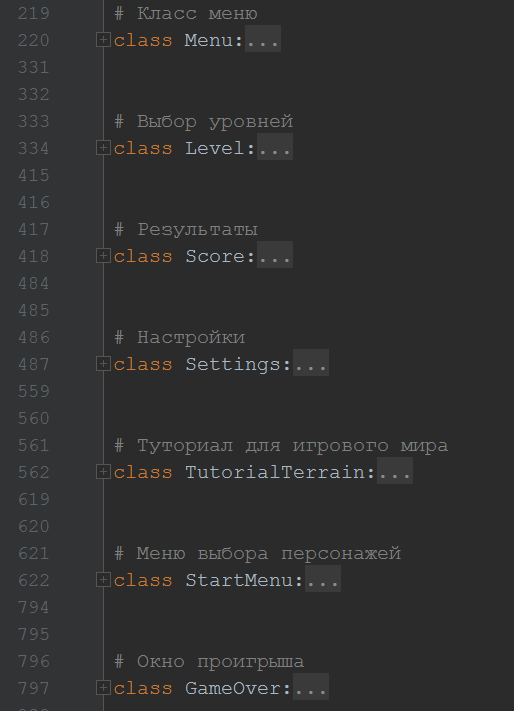 219 # Класс меню
220 class Menu:...
331
332
333 # Выбор уровней
334 class Level:...
415
416
417 # Результаты
418 class Score:...
484
485
486 # Настройки
487 class Settings:...
559
560
561 # Туториал для игрового мира
562 class TutorialTerrain:...
619
620
621 # Меню выбора персонажей
622 class StartMenu:...
794
795
796 # Окно проигрыша
797 class GameOver:...